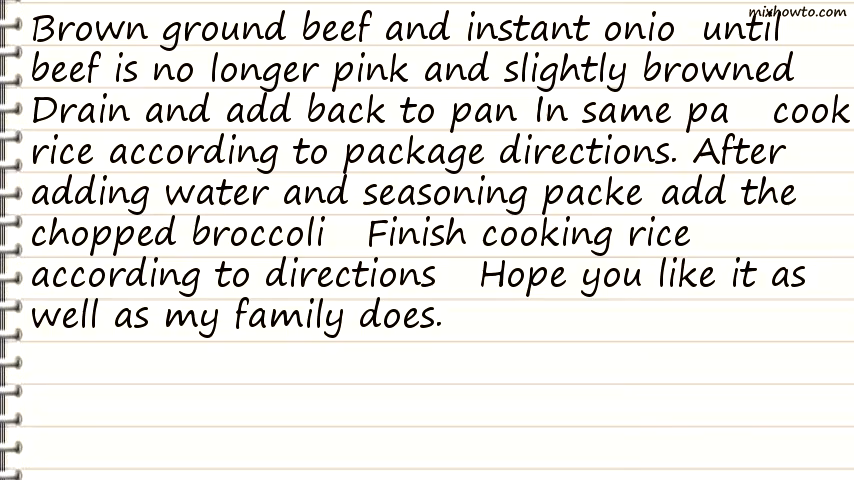 mixhowto.com
Brown ground beef and instant onio until
beef is no longer pink and slightly browned
Drain and add back to pan In same pa cook
rice according to package directions. After
adding water and seasoning packe add the
chopped broccoli Finish cooking rice
according to directions Hope you like it as
well as my family does.